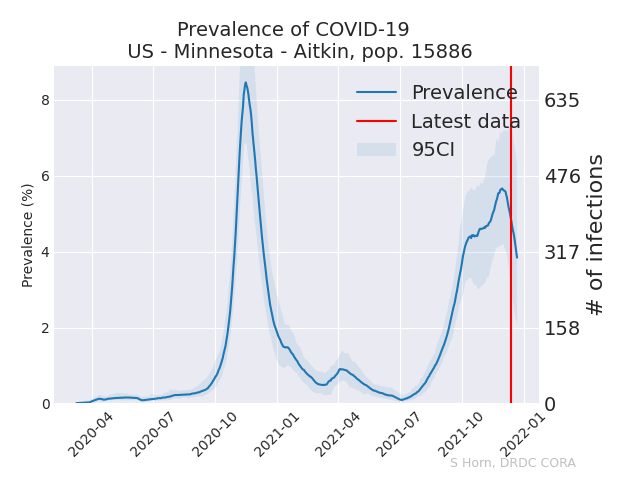 Prevalence of COVID-19
US - Minnesota - Aitkin, pop. 15886
Prevalence
Latest data
95CI
Prevalence (%)
8
6
4
2
0
635
476
317
158
0
# of infections
2020-04
2020-07
2020-10
2021-01
2021-04
2021-07
2021-10
2022-01
S Horn, DRDC CORA